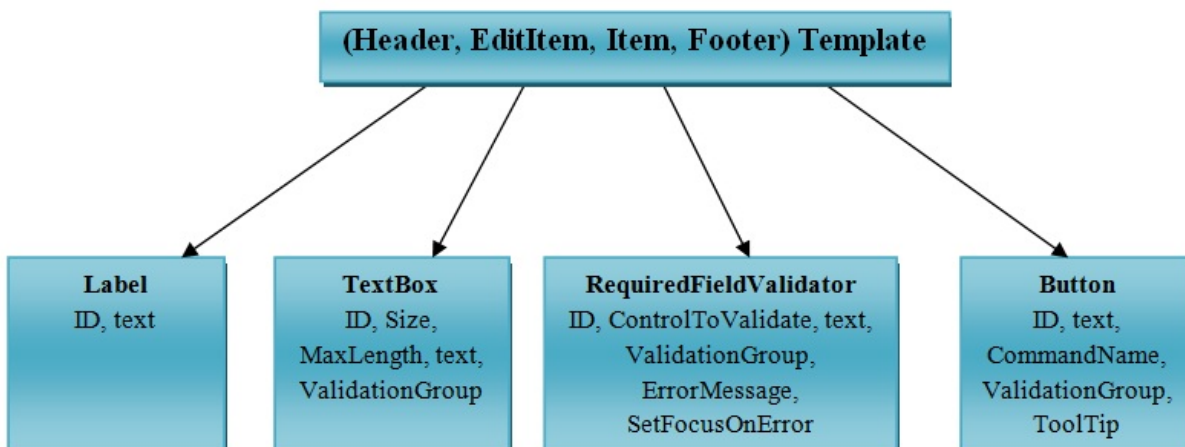 (Header, EditItem, Item, Footer) Template
Label
ID, text
TextBox
ID, Size,
MaxLength, text,
ValidationGroup
RequiredFieldValidator
ID, ControlToValidate, text,
ValidationGroup,
ErrorMessage,
SetFocusOnError
Button
ID, text,
CommandName,
ValidationGroup,
ToolTip